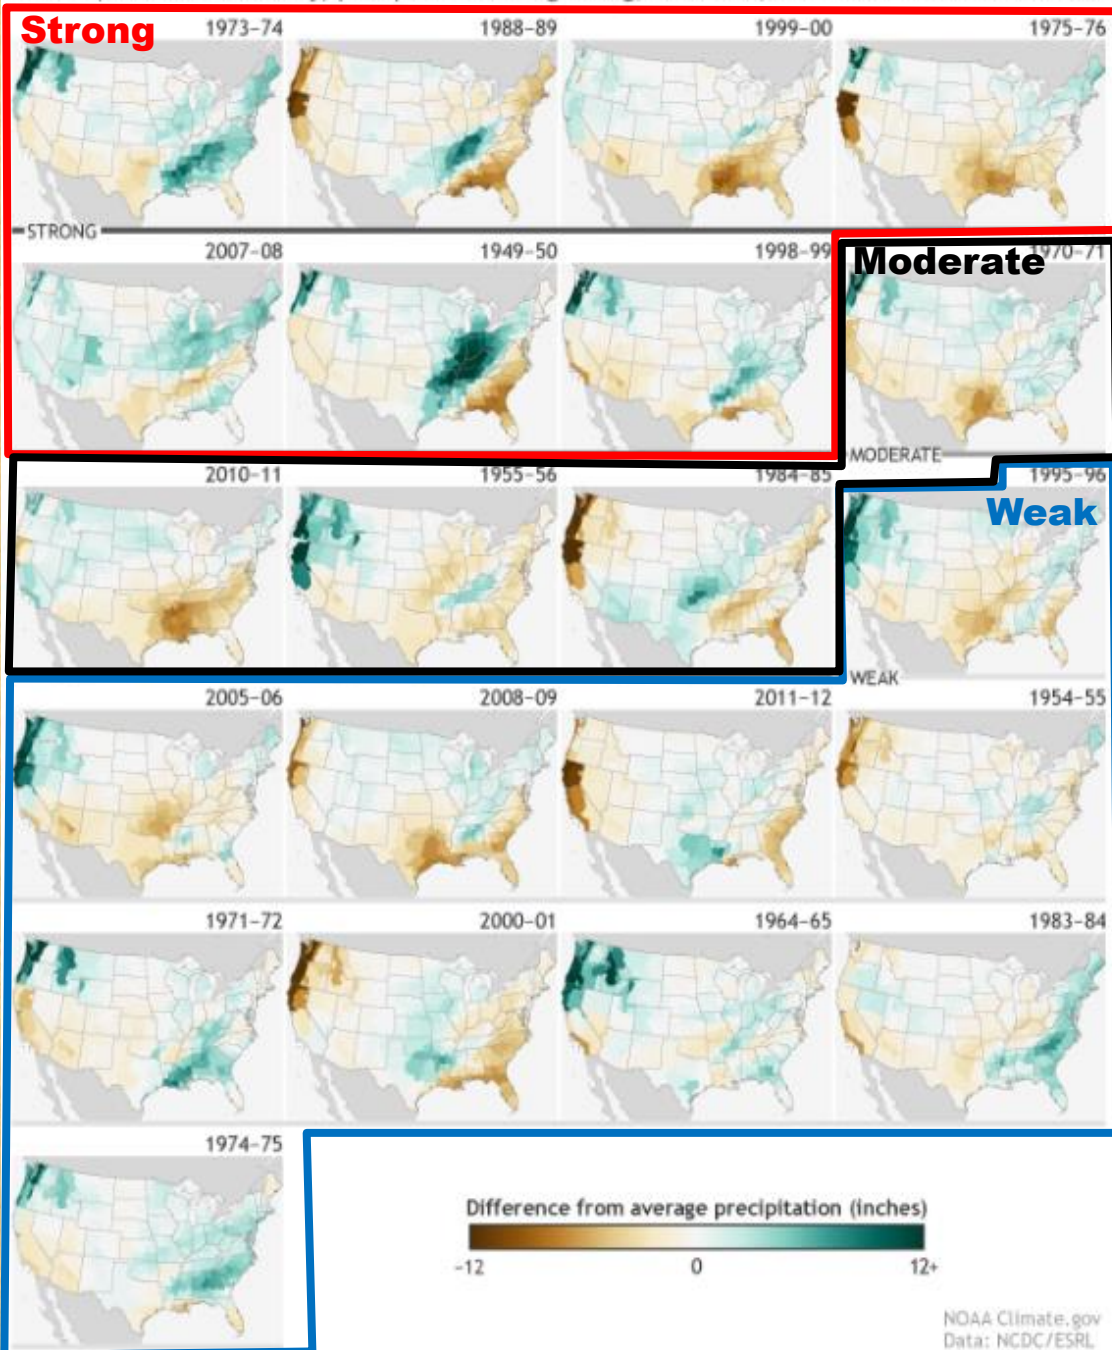 Strong
1973-74
1988-89
1999-00
1975-76
STRONG
2007-08
1949-50
1998-99
Moderate
1970-71
MODERATE
2010-11
1955-56
1984-85
1995-96
Weak
WEAK
2005-06
2008-09
2011-12
1954-55
1971-72
2000-01
1964-65
1983-84
1974-75
Difference from average precipitation (inches)
-12
0
12+
NOAA Climate.gov
Data: NCDC/ESRL